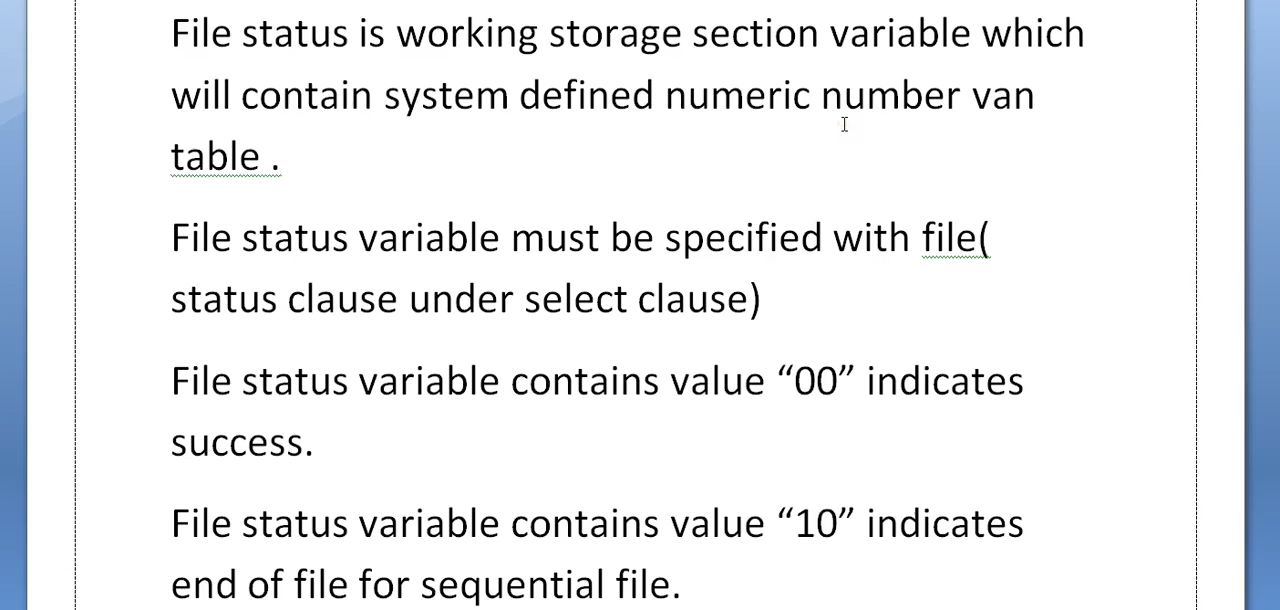 File status is working storage section variable which
will contain system defined numeric number van
table .
File status variable must be specified with file(
status clause under select clause)
File status variable contains value “00” indicates
success.
File status variable contains value “10” indicates
end of file for sequential file.